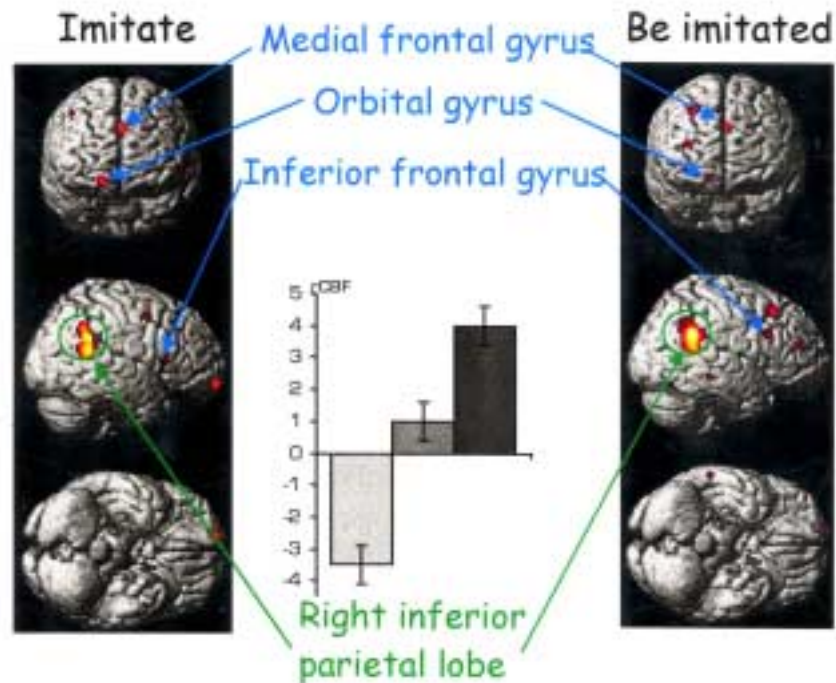 Imitate
Be imitated
Medial frontal gyrus
Orbital gyrus
Inferior frontal gyrus
CBF
5
4
3
2
1
0
-1
-2
-3
-4
Right inferior
parietal lobe